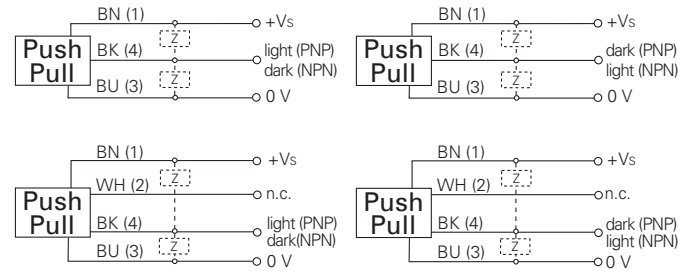 BN (1)
+Vs
Z
Push
Pull
BK (4)
light (PNP)
dark (NPN)
Z
BU (3)
0 V
BN (1)
+Vs
Z
Push
Pull
BK (4)
dark (PNP)
light (NPN)
Z
BU (3)
0 V
BN (1)
+Vs
Z
WH (2)
n.c.
Push
Pull
BK (4)
light (PNP)
dark(NPN)
Z
BU (3)
0 V
BN (1)
+Vs
Z
WH (2)
n.c.
Push
Pull
BK (4)
dark (PNP)
light (NPN)
Z
BU (3)
0 V